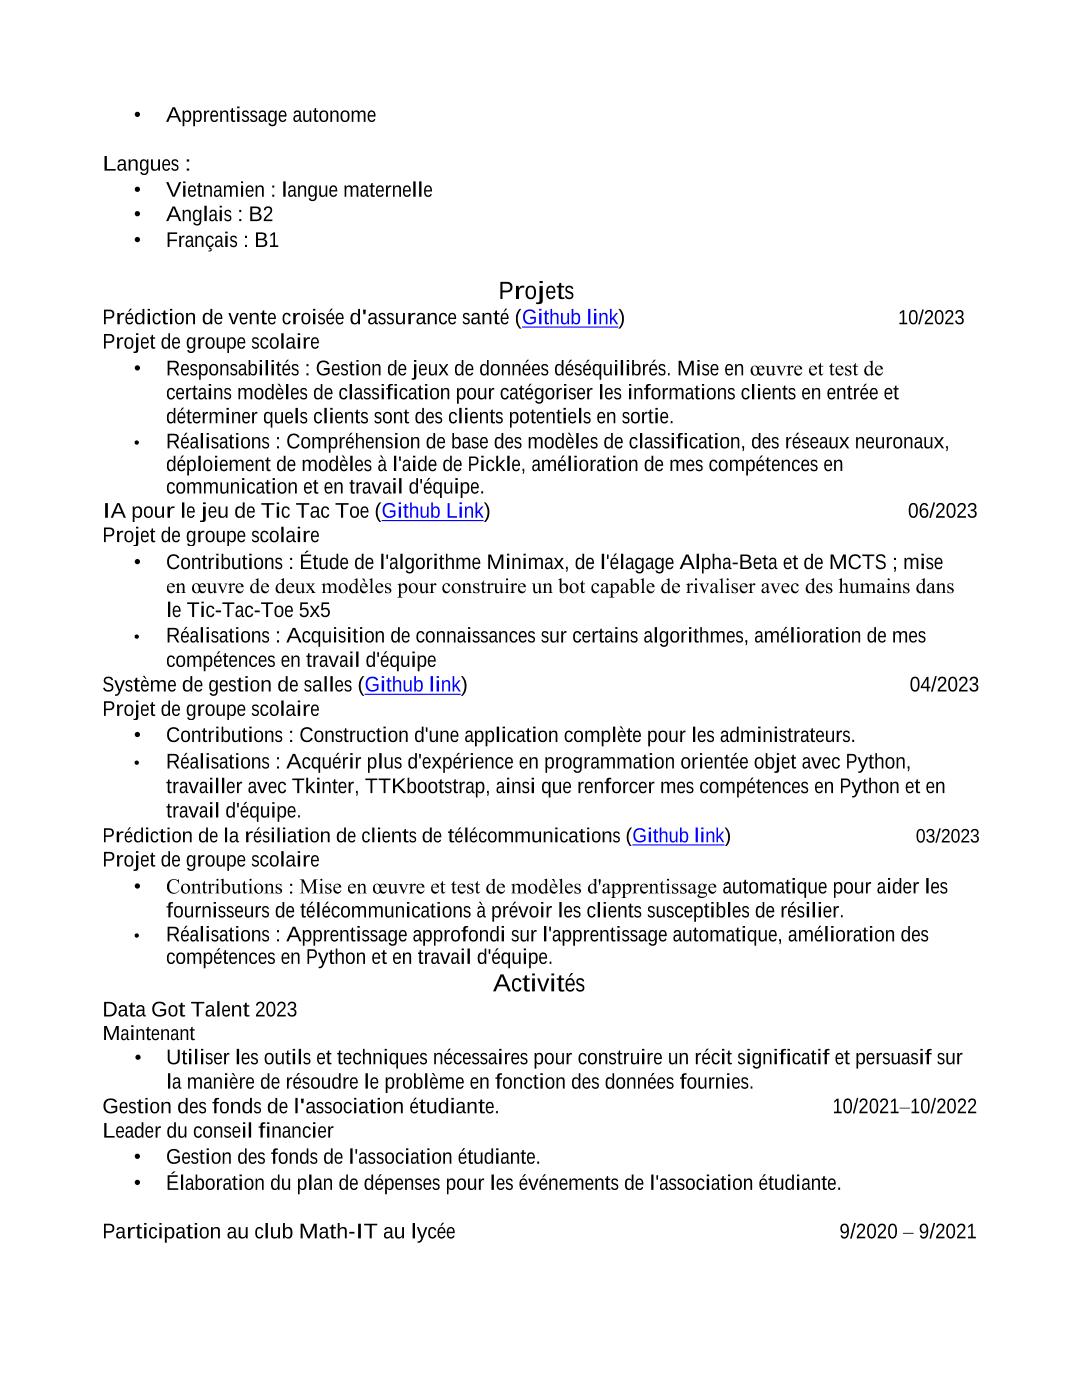 • Apprentissage autonome
Langues :
• Vietnamien : langue maternelle
• Anglais : B2
• Français : B1
Projets
Prédiction de vente croisée d'assurance santé (Github link) 10/2023
Projet de groupe scolaire
• Responsabilités : Gestion de jeux de données déséquilibrés. Mise en œuvre et test de
certains modèles de classification pour catégoriser les informations clients en entrée et
déterminer quels clients sont des clients potentiels en sortie.
• Réalisations : Compréhension de base des modèles de classification, des réseaux neuronaux,
déploiement de modèles à l'aide de Pickle, amélioration de mes compétences en
communication et en travail d'équipe.
IA pour le jeu de Tic Tac Toe (Github Link) 06/2023
Projet de groupe scolaire
• Contributions : Étude de l'algorithme Minimax, de l'élagage Alpha-Beta et de MCTS ; mise
en œuvre de deux modèles pour construire un bot capable de rivaliser avec des humains dans
le Tic-Tac-Toe 5x5
• Réalisations : Acquisition de connaissances sur certains algorithmes, amélioration de mes
compétences en travail d'équipe
Système de gestion de salles (Github link) 04/2023
Projet de groupe scolaire
• Contributions : Construction d'une application complète pour les administrateurs.
• Réalisations : Acquérir plus d'expérience en programmation orientée objet avec Python,
travailler avec Tkinter, TTKbootstrap, ainsi que renforcer mes compétences en Python et en
travail d'équipe.
Prédiction de la résiliation de clients de télécommunications (Github link) 03/2023
Projet de groupe scolaire
• Contributions : Mise en œuvre et test de modèles d'apprentissage automatique pour aider les
fournisseurs de télécommunications à prévoir les clients susceptibles de résilier.
• Réalisations : Apprentissage approfondi sur l'apprentissage automatique, amélioration des
compétences en Python et en travail d'équipe.
Activités
Data Got Talent 2023
Maintenant
• Utiliser les outils et techniques nécessaires pour construire un récit significatif et persuasif sur
la manière de résoudre le problème en fonction des données fournies.
Gestion des fonds de l'association étudiante. 10/2021–10/2022
Leader du conseil financier
• Gestion des fonds de l'association étudiante.
• Élaboration du plan de dépenses pour les événements de l'association étudiante.
Participation au club Math-IT au lycée 9/2020 – 9/2021